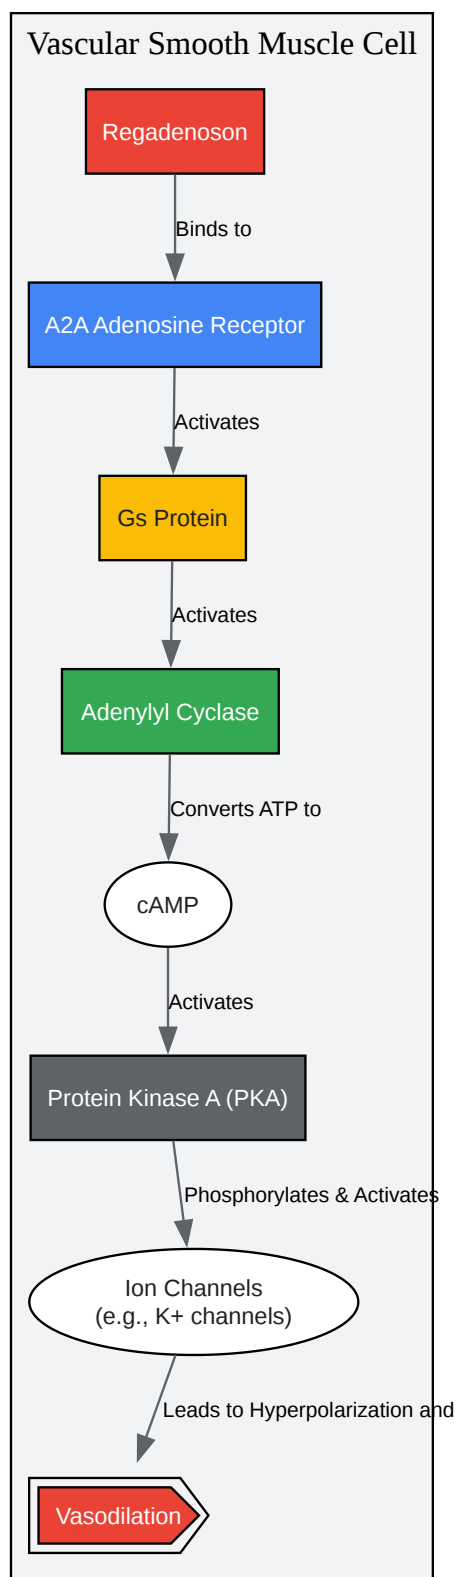 Vascular Smooth Muscle Cell
Regadenoson
Binds to
A2A Adenosine Receptor
Activates
Gs Protein
Activates
Adenylyl Cyclase
Converts ATP to
cAMP
Activates
Protein Kinase A (PKA)
Phosphorylates & Activates
Ion Channels
(e.g., K+ channels)
Leads to Hyperpolarization and
Vasodilation